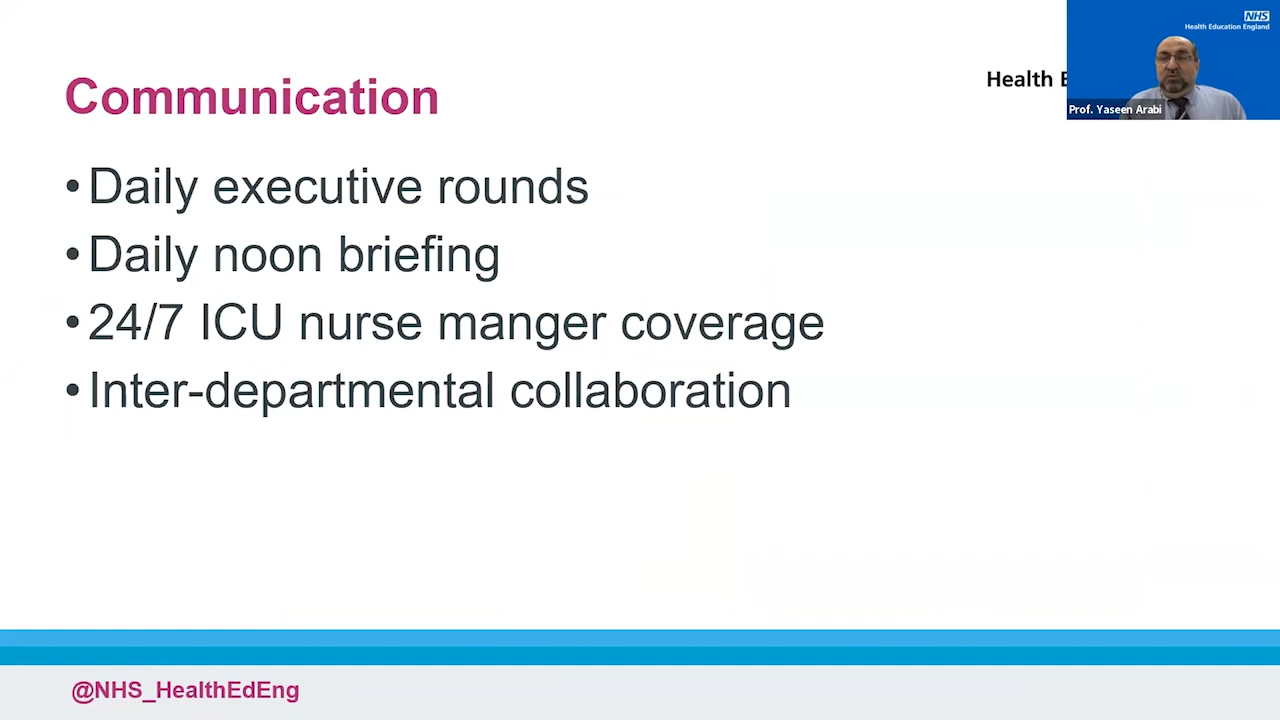 Communication
Health E
NHS
Health Education England
Prof. Yaseen Arabi
•Daily executive rounds
•Daily noon briefing
•24/7 ICU nurse manger coverage
•Inter-departmental collaboration
@NHS_HealthEdEng